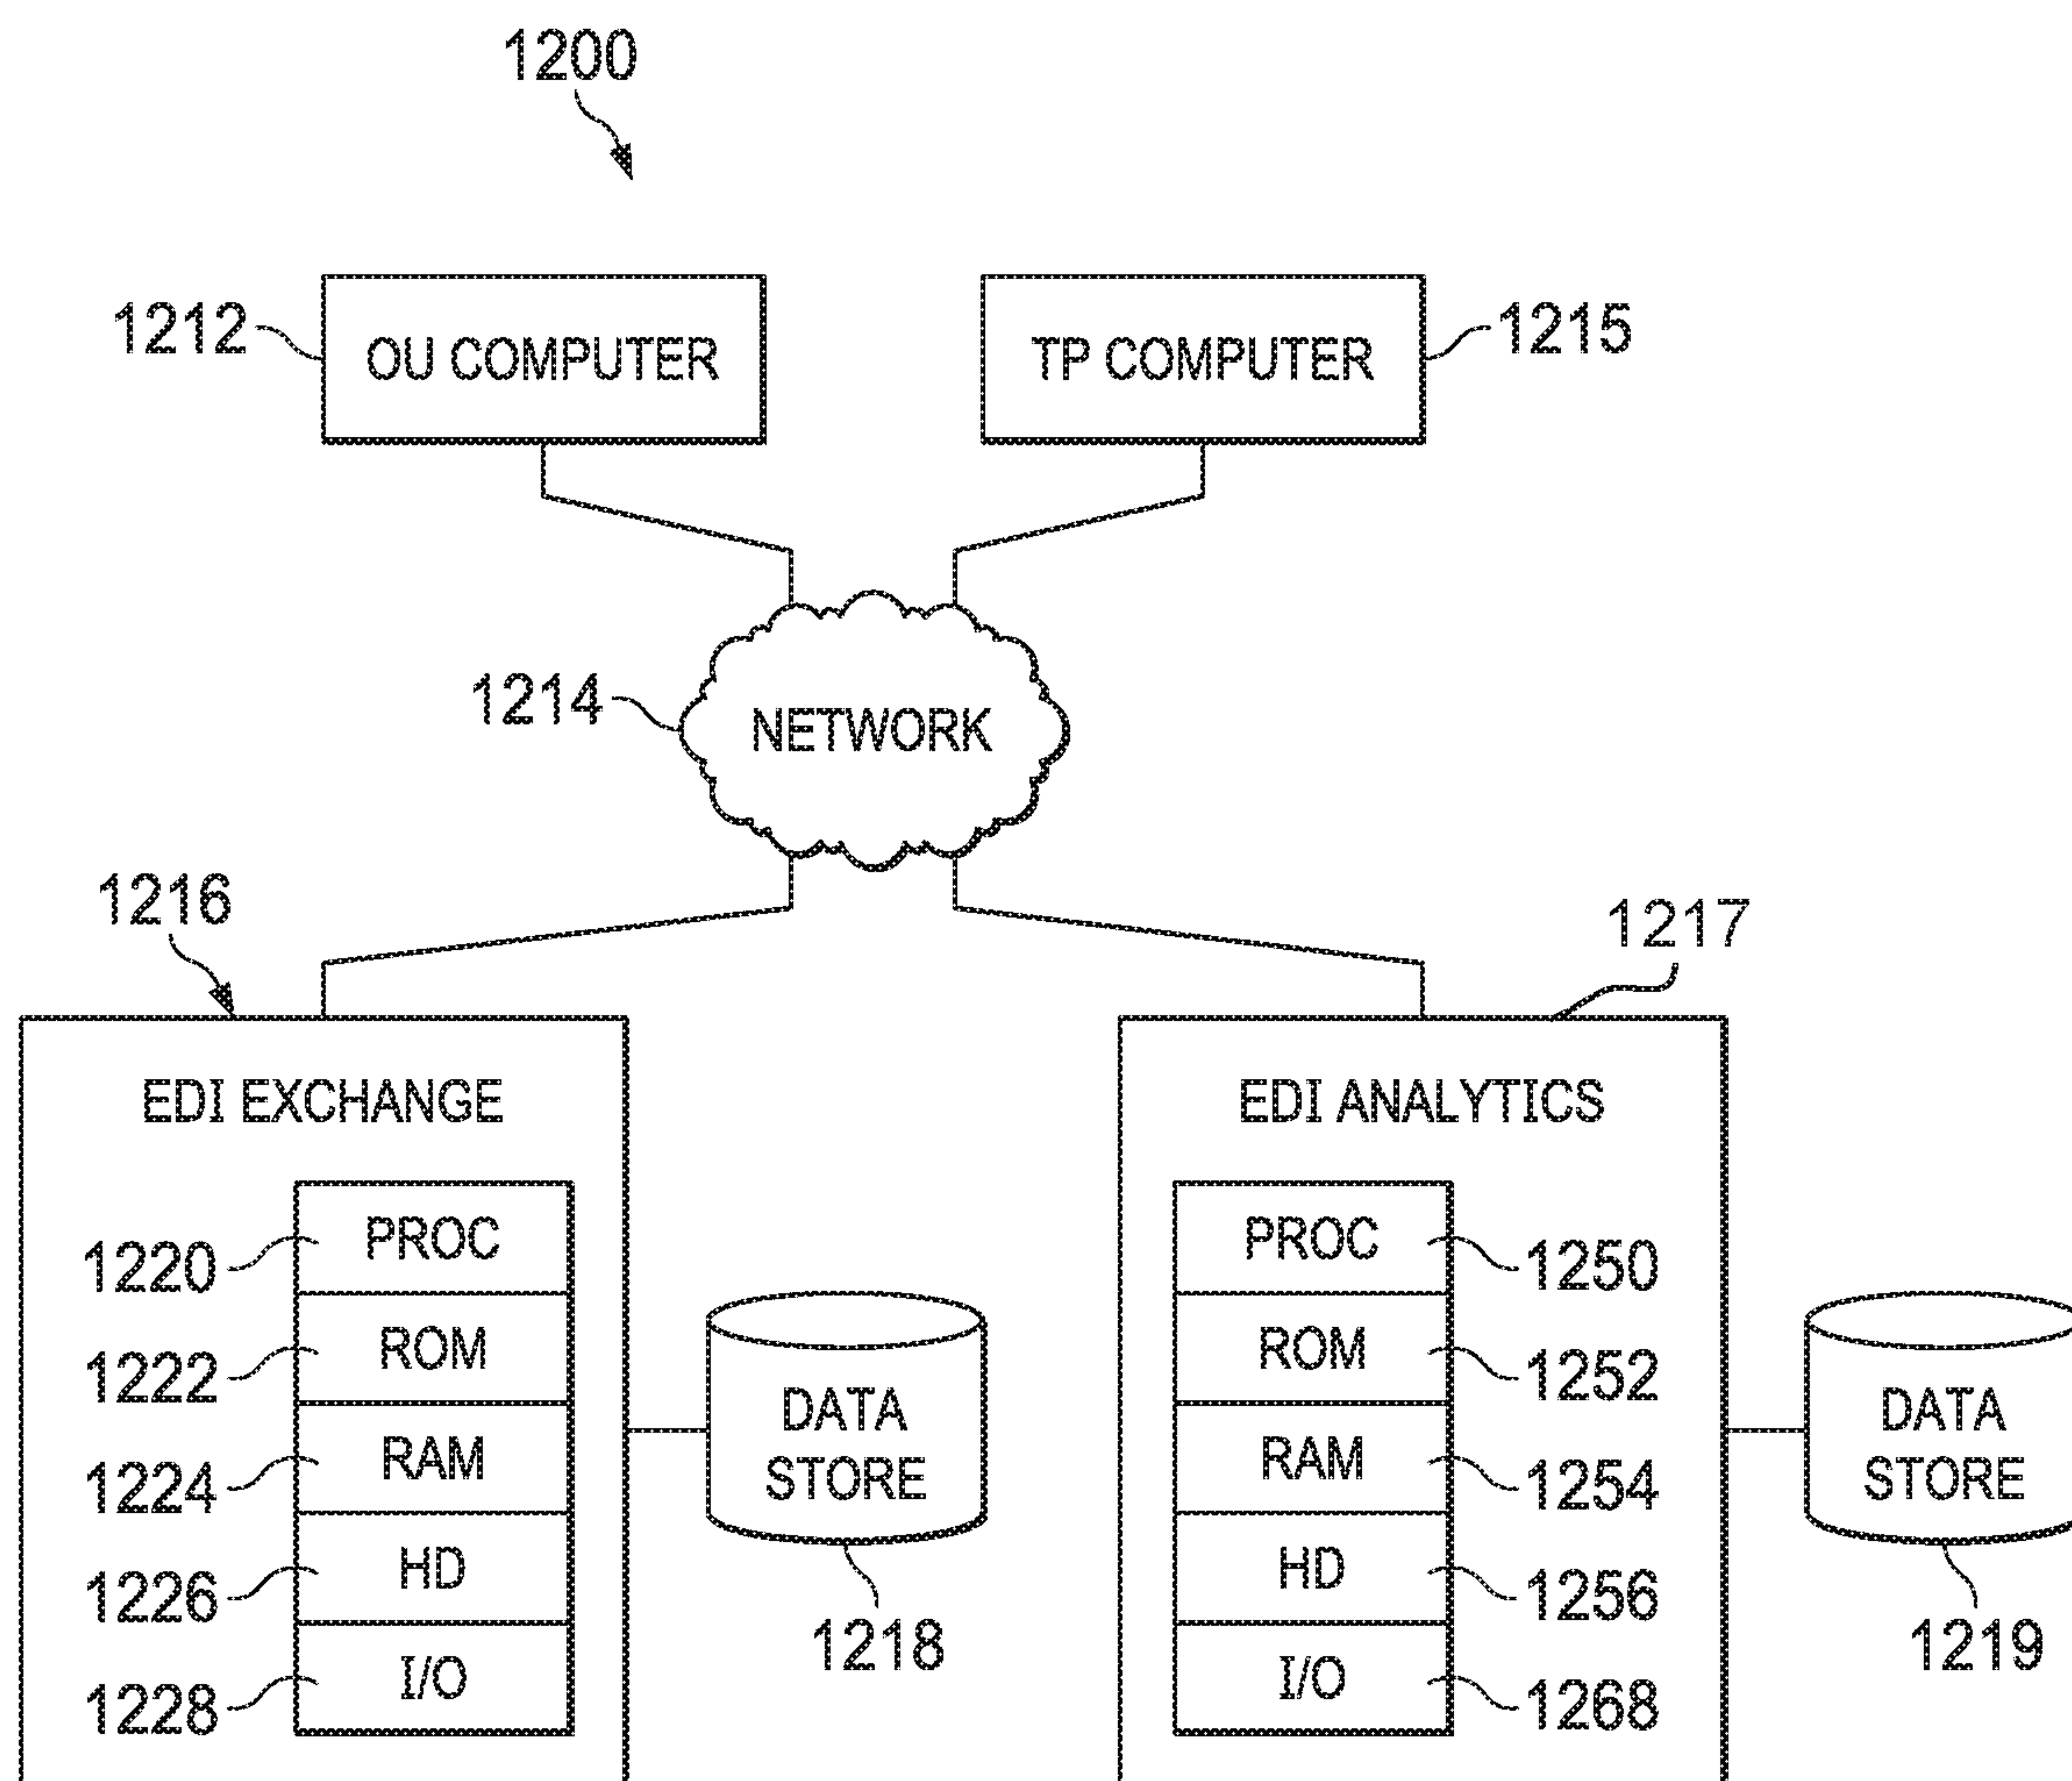 1200
1212
OU COMPUTER
TP COMPUTER
1215
1214
NETWORK
1216
1217
EDI EXCHANGE
1220
PROC
1222
ROM
1224
RAM
1226
HD
1228
I/O
DATA
STORE
1218
EDI ANALYTICS
PROC
1250
ROM
1252
RAM
1254
HD
1256
I/O
1268
DATA
STORE
1219